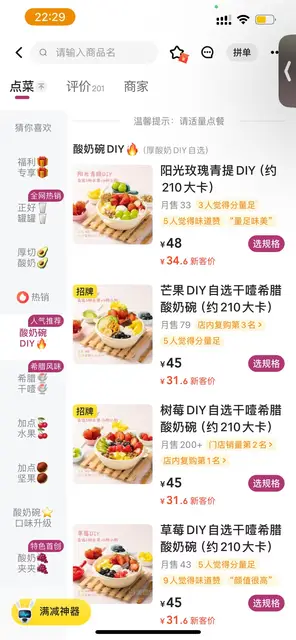 22:29
请输入商品名
拼单
点菜
评价 201
商家
温馨提示：请适量点餐
猜你喜欢
福利
专享
全网热销
正好
罐罐
厚切
酸奶
热销
人气推荐
酸奶碗
DIY
希腊风味
希腊
干噎
加点
水果
加点
坚果
酸奶碗
口味升级
特色首创
酸奶
夹夹
满减神器
酸奶碗DIY (厚酸奶DIY自选)
阳光青提DIY
阳光玫瑰青提DIY（约
210大卡）
月售 33 3人觉得分量足
5人觉得味道赞 “量足味美”
¥48 选规格
¥34.6 新客价
招牌
芒果DIY自选干噎希腊
酸奶碗（约210大卡）
月售 79 店内复购第3名 >
5人觉得分量足
¥45 选规格
¥31.6 新客价
招牌
树莓DIY自选干噎希腊
酸奶碗（约210大卡）
月售 200+ 门店销量第2名 >
店内复购第1名 >
¥45 选规格
¥31.6 新客价
草莓DIY
草莓DIY自选干噎希腊
酸奶碗（约210大卡）
月售 43 5人觉得分量足
9人觉得味道赞 “颜值很高”
¥45 选规格
¥31.6 新客价